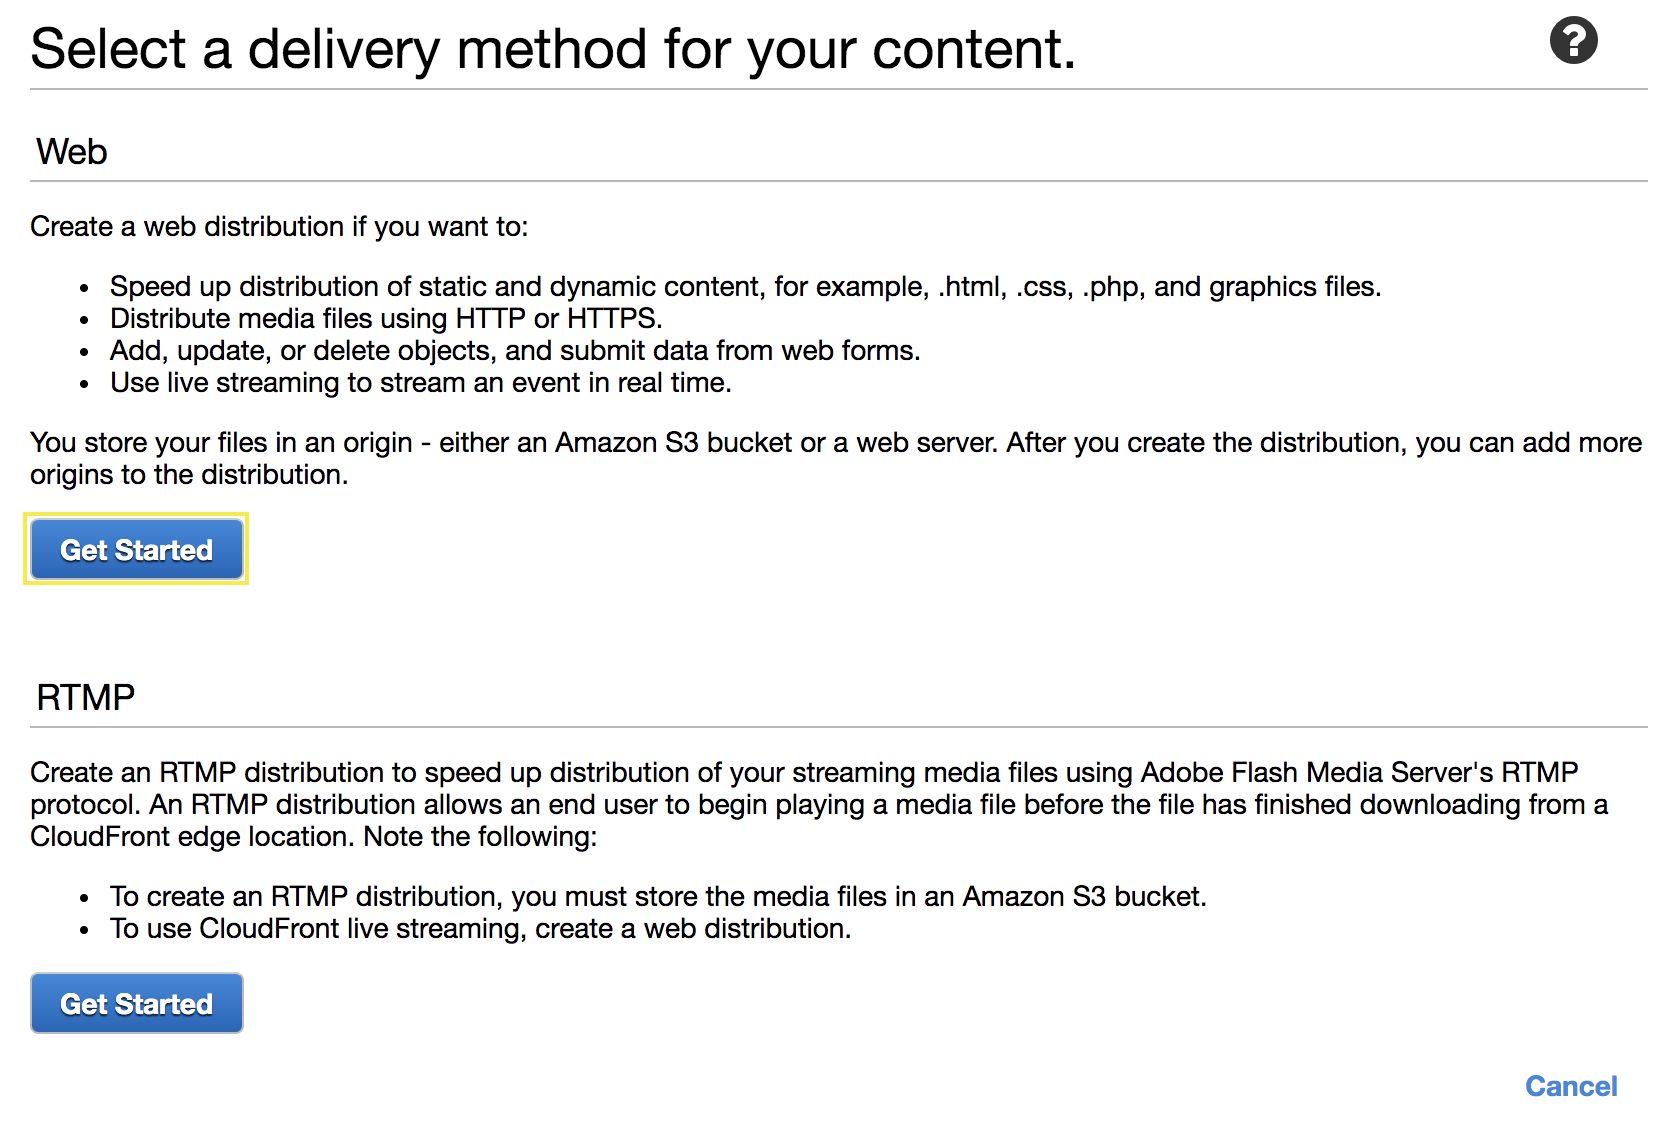 Select a delivery method for your content.
?
Web
Create a web distribution if you want to:
• Speed up distribution of static and dynamic content, for example, .html, .css, .php, and graphics files.
• Distribute media files using HTTP or HTTPS.
• Add, update, or delete objects, and submit data from web forms.
• Use live streaming to stream an event in real time.
You store your files in an origin - either an Amazon S3 bucket or a web server. After you create the distribution, you can add more
origins to the distribution.
Get Started
RTMP
Create an RTMP distribution to speed up distribution of your streaming media files using Adobe Flash Media Server's RTMP
protocol. An RTMP distribution allows an end user to begin playing a media file before the file has finished downloading from a
CloudFront edge location. Note the following:
• To create an RTMP distribution, you must store the media files in an Amazon S3 bucket.
• To use CloudFront live streaming, create a web distribution.
Get Started
Cancel